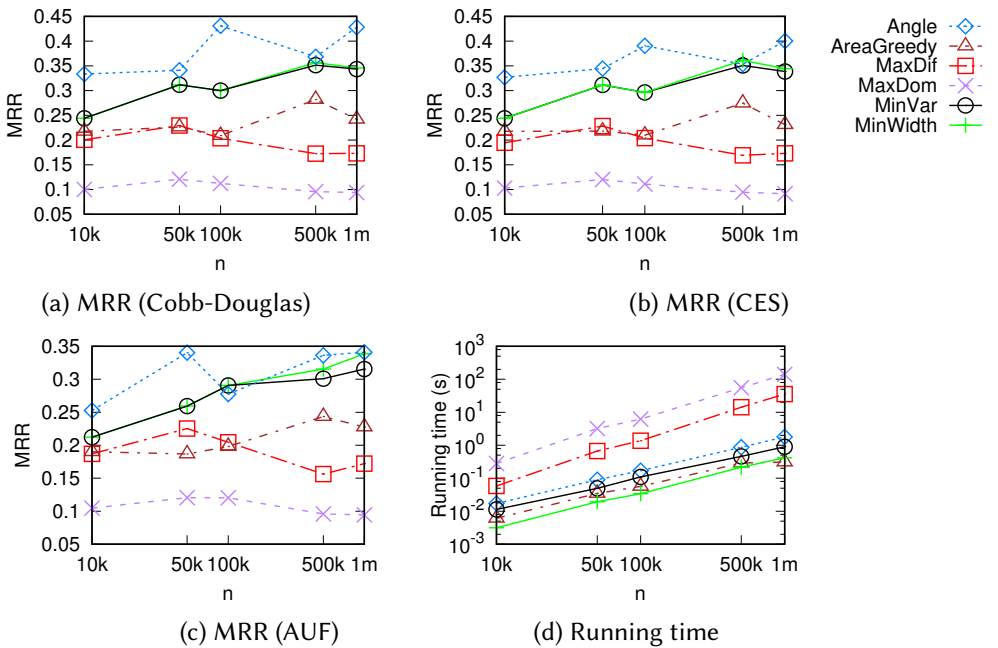 0.45
0.4
0.35
0.3
0.25
0.2
0.15
0.1
0.05
MRR
10k 50k 100k 500k 1m
n
(a) MRR (Cobb-Douglas)
0.45
0.4
0.35
0.3
0.25
0.2
0.15
0.1
0.05
MRR
10k 50k 100k 500k 1m
n
(b) MRR (CES)
Angle
AreaGreedy
MaxDif
MaxDom
MinVar
MinWidth
0.35
0.3
0.25
0.2
0.15
0.1
0.05
MRR
10k 50k 100k 500k 1m
n
(c) MRR (AUF)
10³
10²
10¹
10⁰
10⁻¹
10⁻²
10⁻³
Running time (s)
10k 50k 100k 500k 1m
n
(d) Running time